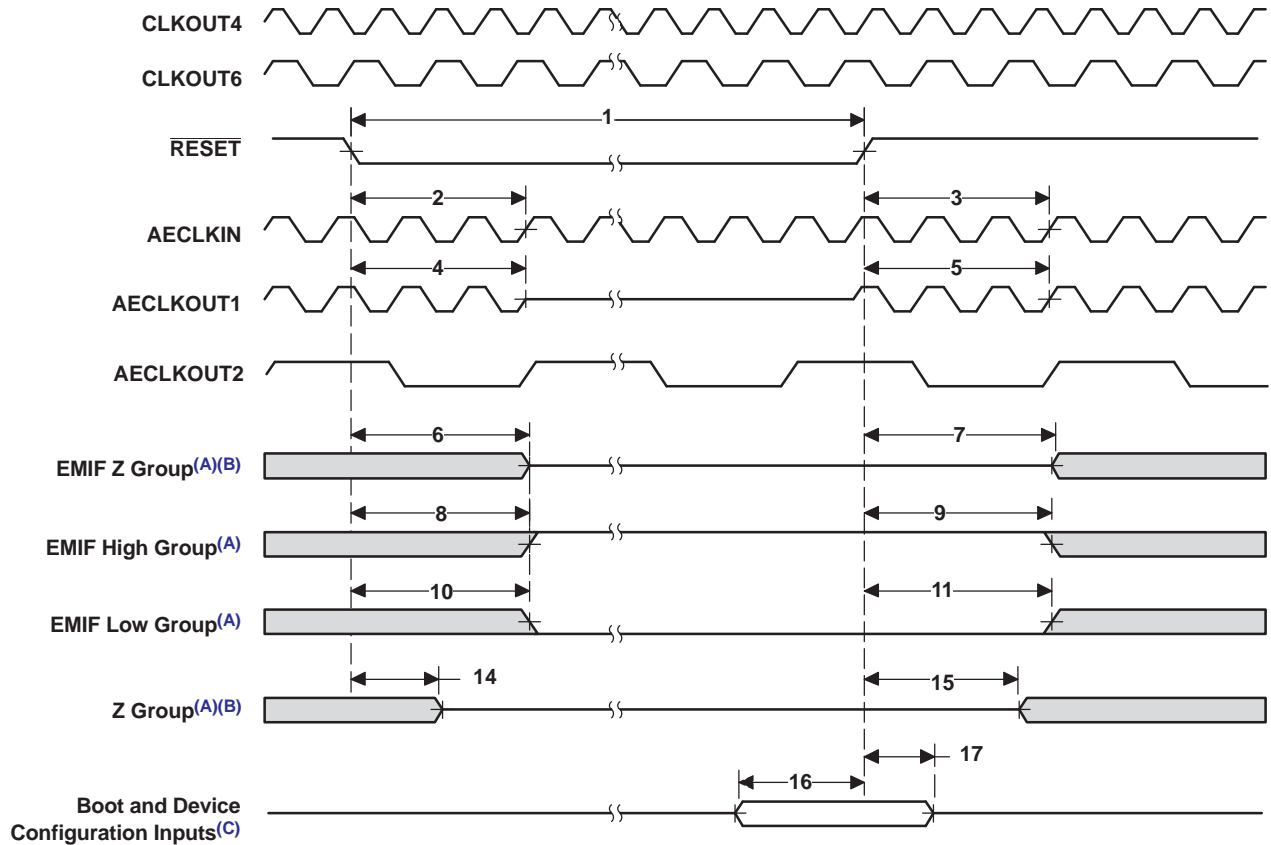 CLKOUT4
CLKOUT6
1
RESET
2
3
AECLKIN
4
5
AECLKOUT1
AECLKOUT2
6
7
EMIF Z Group(A)(B)
8
9
EMIF High Group(A)
10
11
EMIF Low Group(A)
14
15
Z Group(A)(B)
17
16
Boot and Device
Configuration Inputs(C)